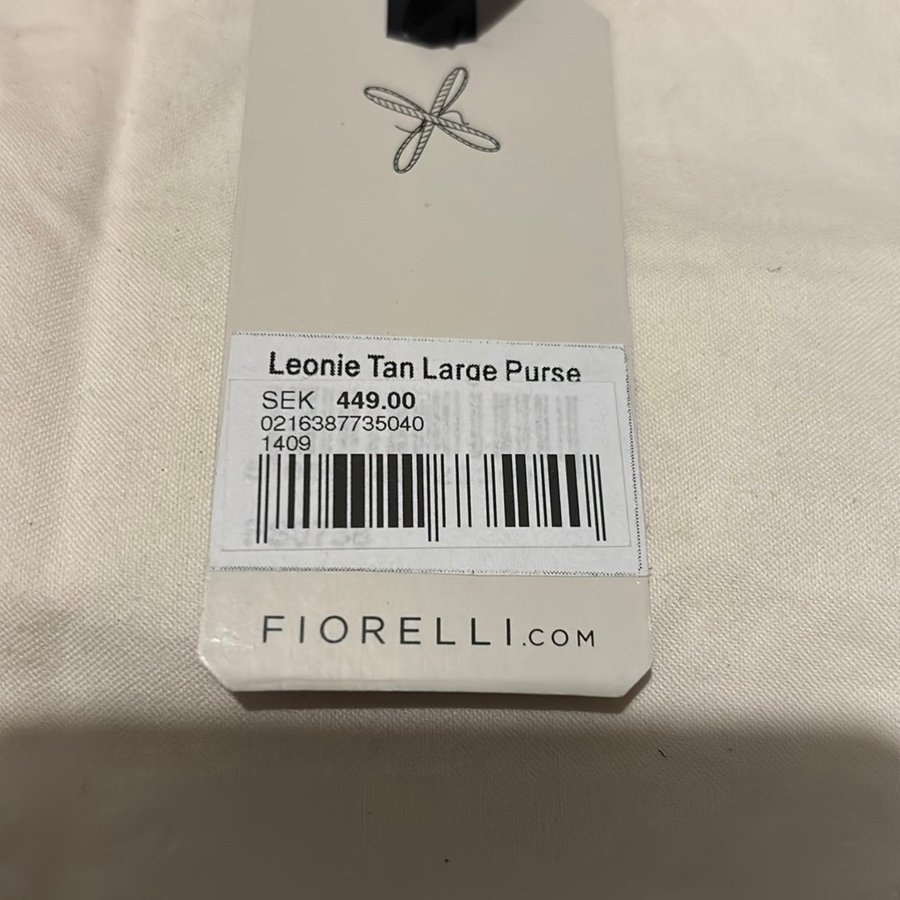 Leonie Tan Large Purse
SEK 449.00
0216387735040
1409
FIORELLI.COM